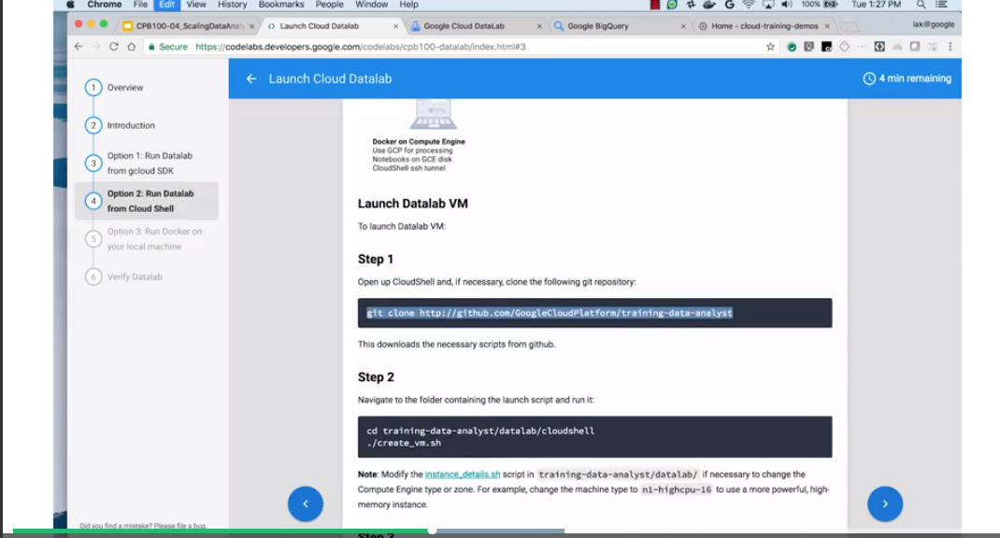 Chrome File Edit View History Bookmarks People Window Help 100% Tue 1:27 PM
CPB100-04_ScalingDataAnaly Launch Cloud Datalab Google Cloud DataLab Google BigQuery Home - cloud-training-demos lak@google
Secure https://codelabs.developers.google.com/codelabs/cpb100-datalab/index.html#3
Launch Cloud Datalab
4 min remaining
1 Overview
2 Introduction
3 Option 1: Run Datalab
from gcloud SDK
4 Option 2: Run Datalab
from Cloud Shell
5 Option 3: Run Docker on
your local machine
6 Verify Datalab
Did you find a mistake? Please file a bug.
Docker on Compute Engine
Use GCP for processing
Notebooks on GCE disk
CloudShell ssh tunnel
Launch Datalab VM
To launch Datalab VM:
Step 1
Open up CloudShell and, if necessary, clone the following git repository:
git clone http://github.com/GoogleCloudPlatform/training-data-analyst
This downloads the necessary scripts from github.
Step 2
Navigate to the folder containing the launch script and run it:
cd training-data-analyst/datalab/cloudshell
./create_vm.sh
Note: Modify the instance_details.sh script in training-data-analyst/datalab/ if necessary to change the
Compute Engine type or zone. For example, change the machine type to n1-highcpu-16 to use a more powerful, high-
memory instance.
Step 3